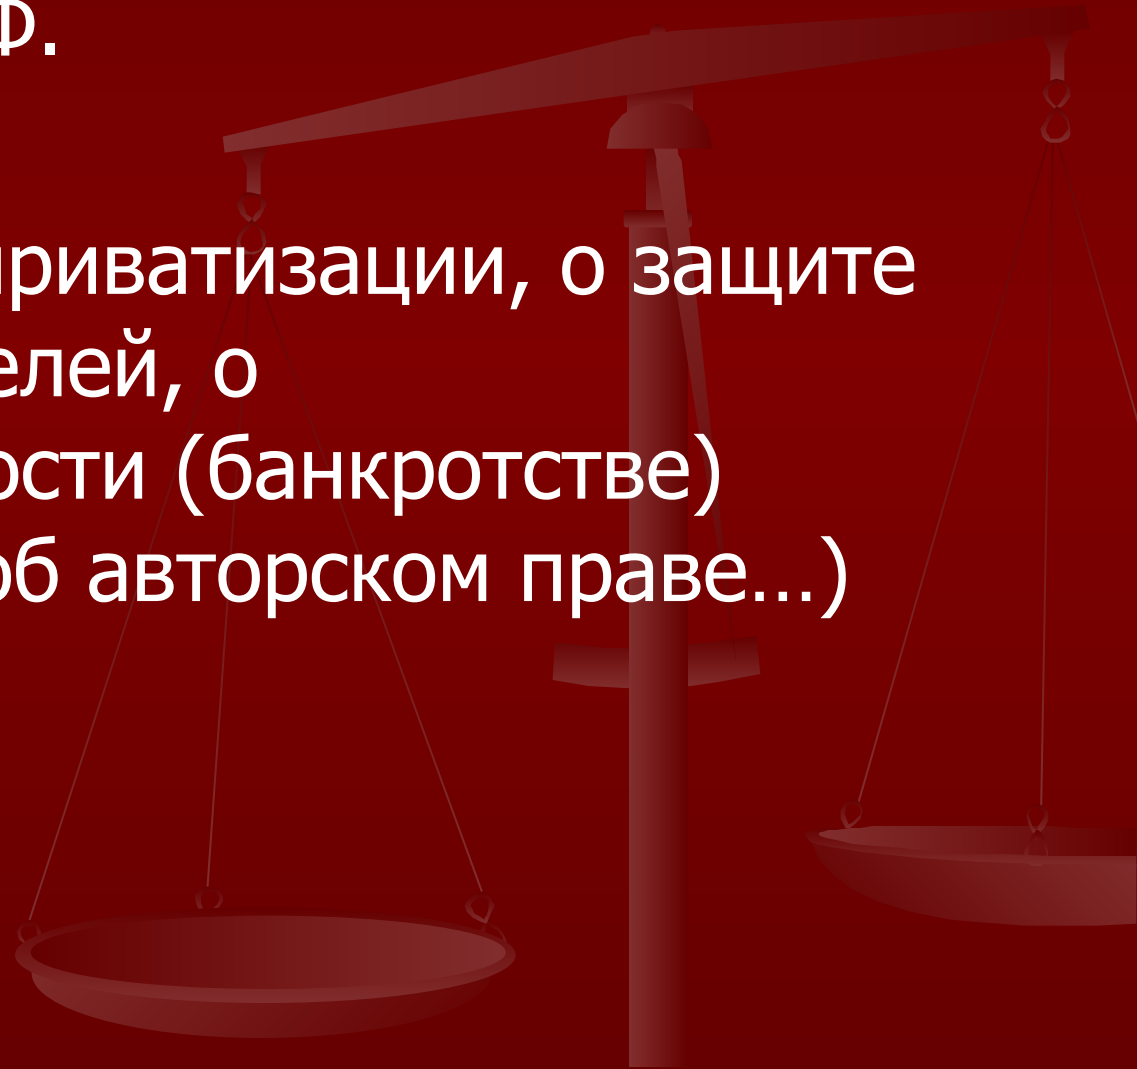 Ф.
приватизации, о защите
елей, о
ости (банкротстве)
об авторском праве…)